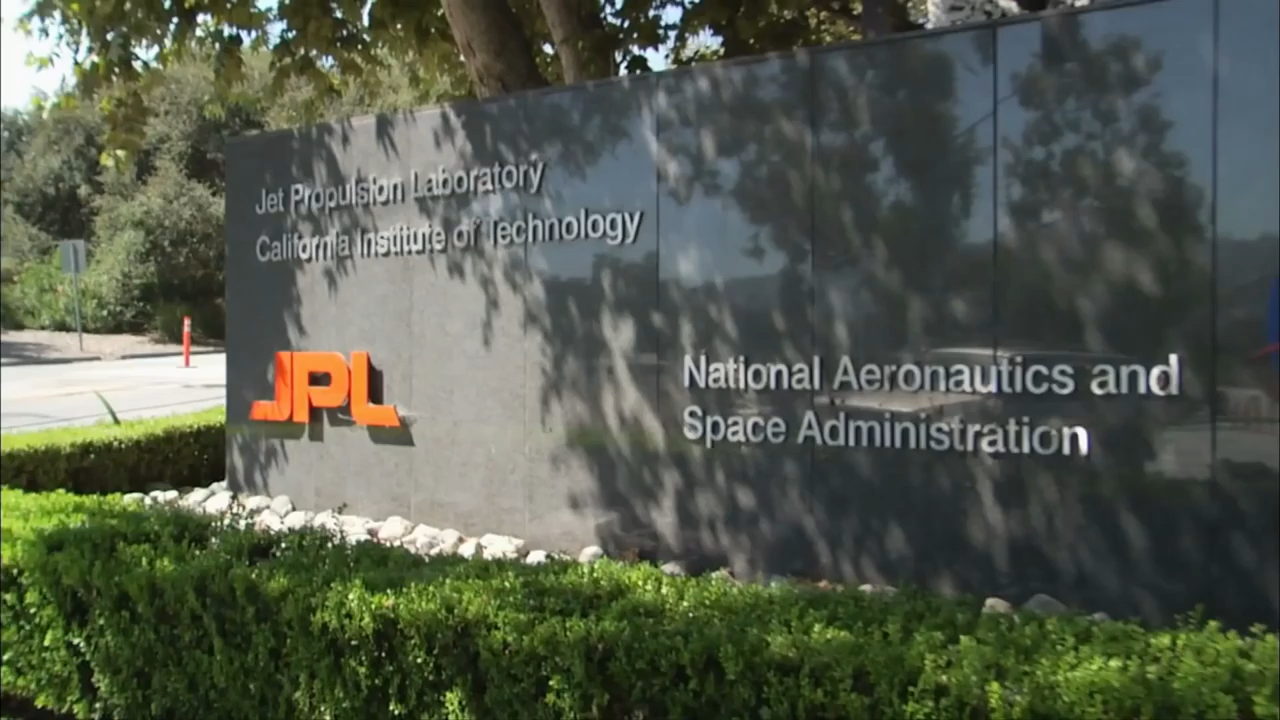 Jet Propulsion Laboratory
California Institute of Technology
JPL
National Aeronautics and
Space Administration